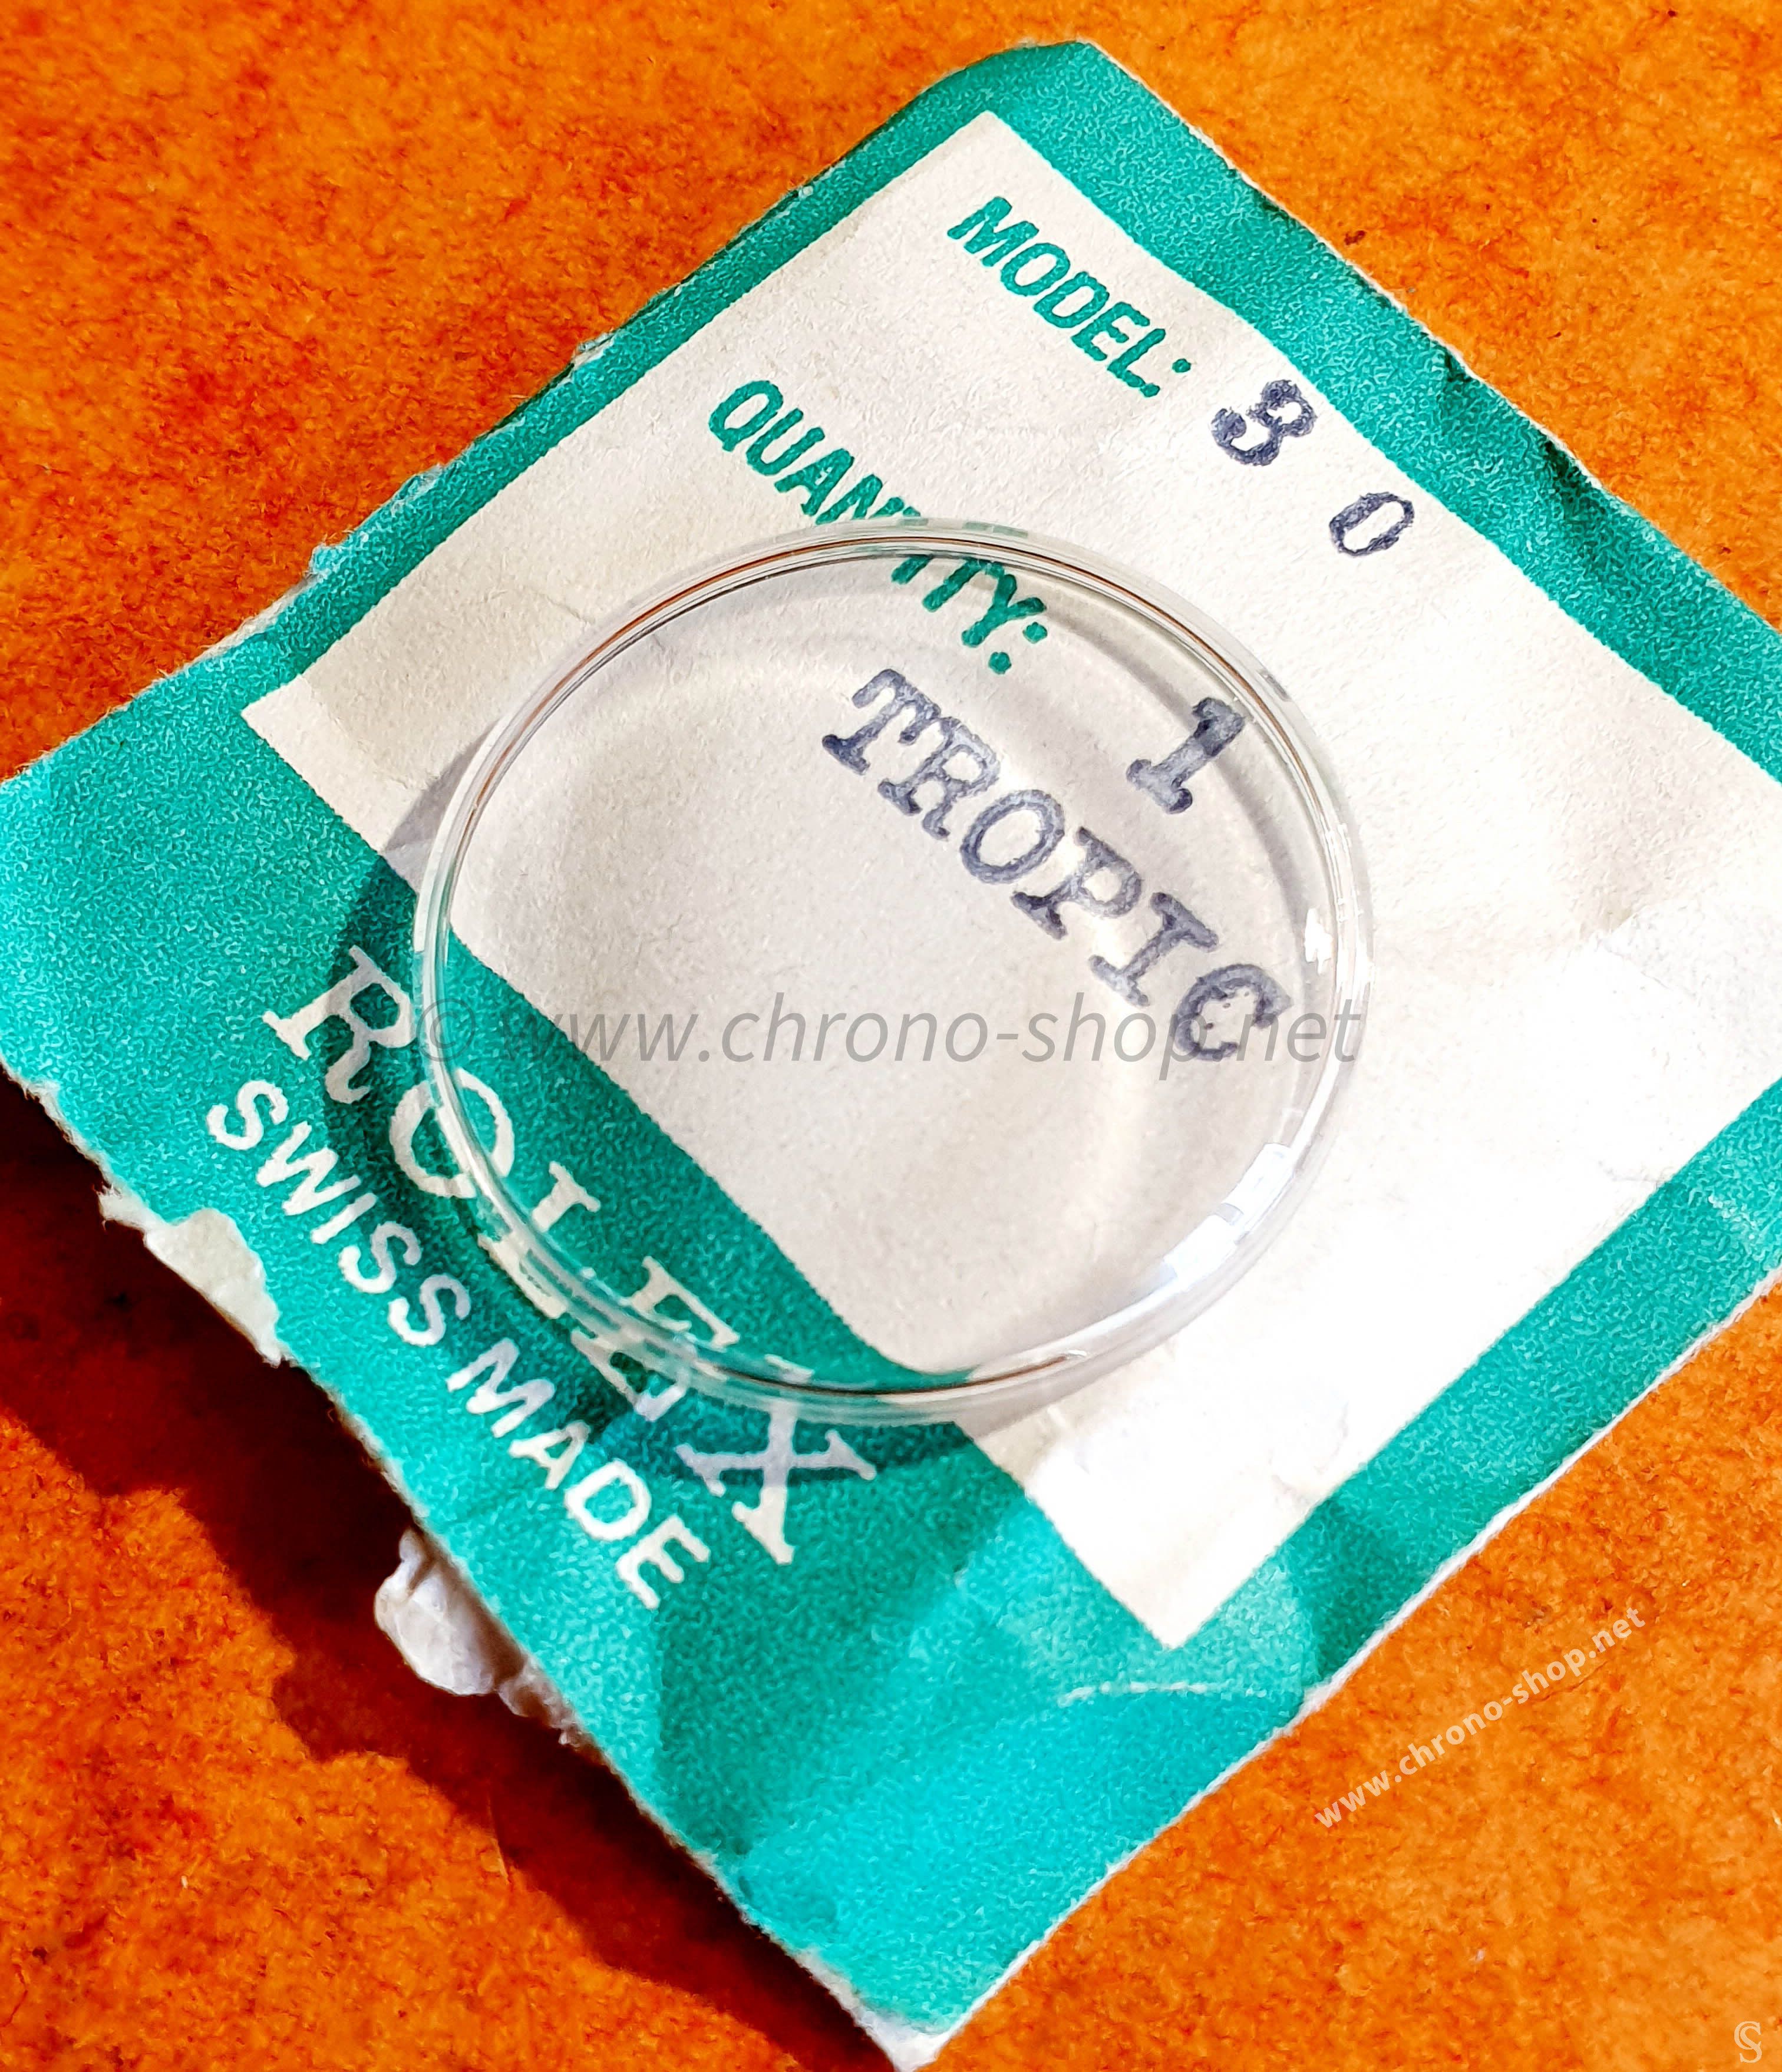 MODEL: 30
QUANTITY: 1
TROPIC
ROLEX
SWISS MADE
© www.chrono-shop.net
www.chrono-shop.net